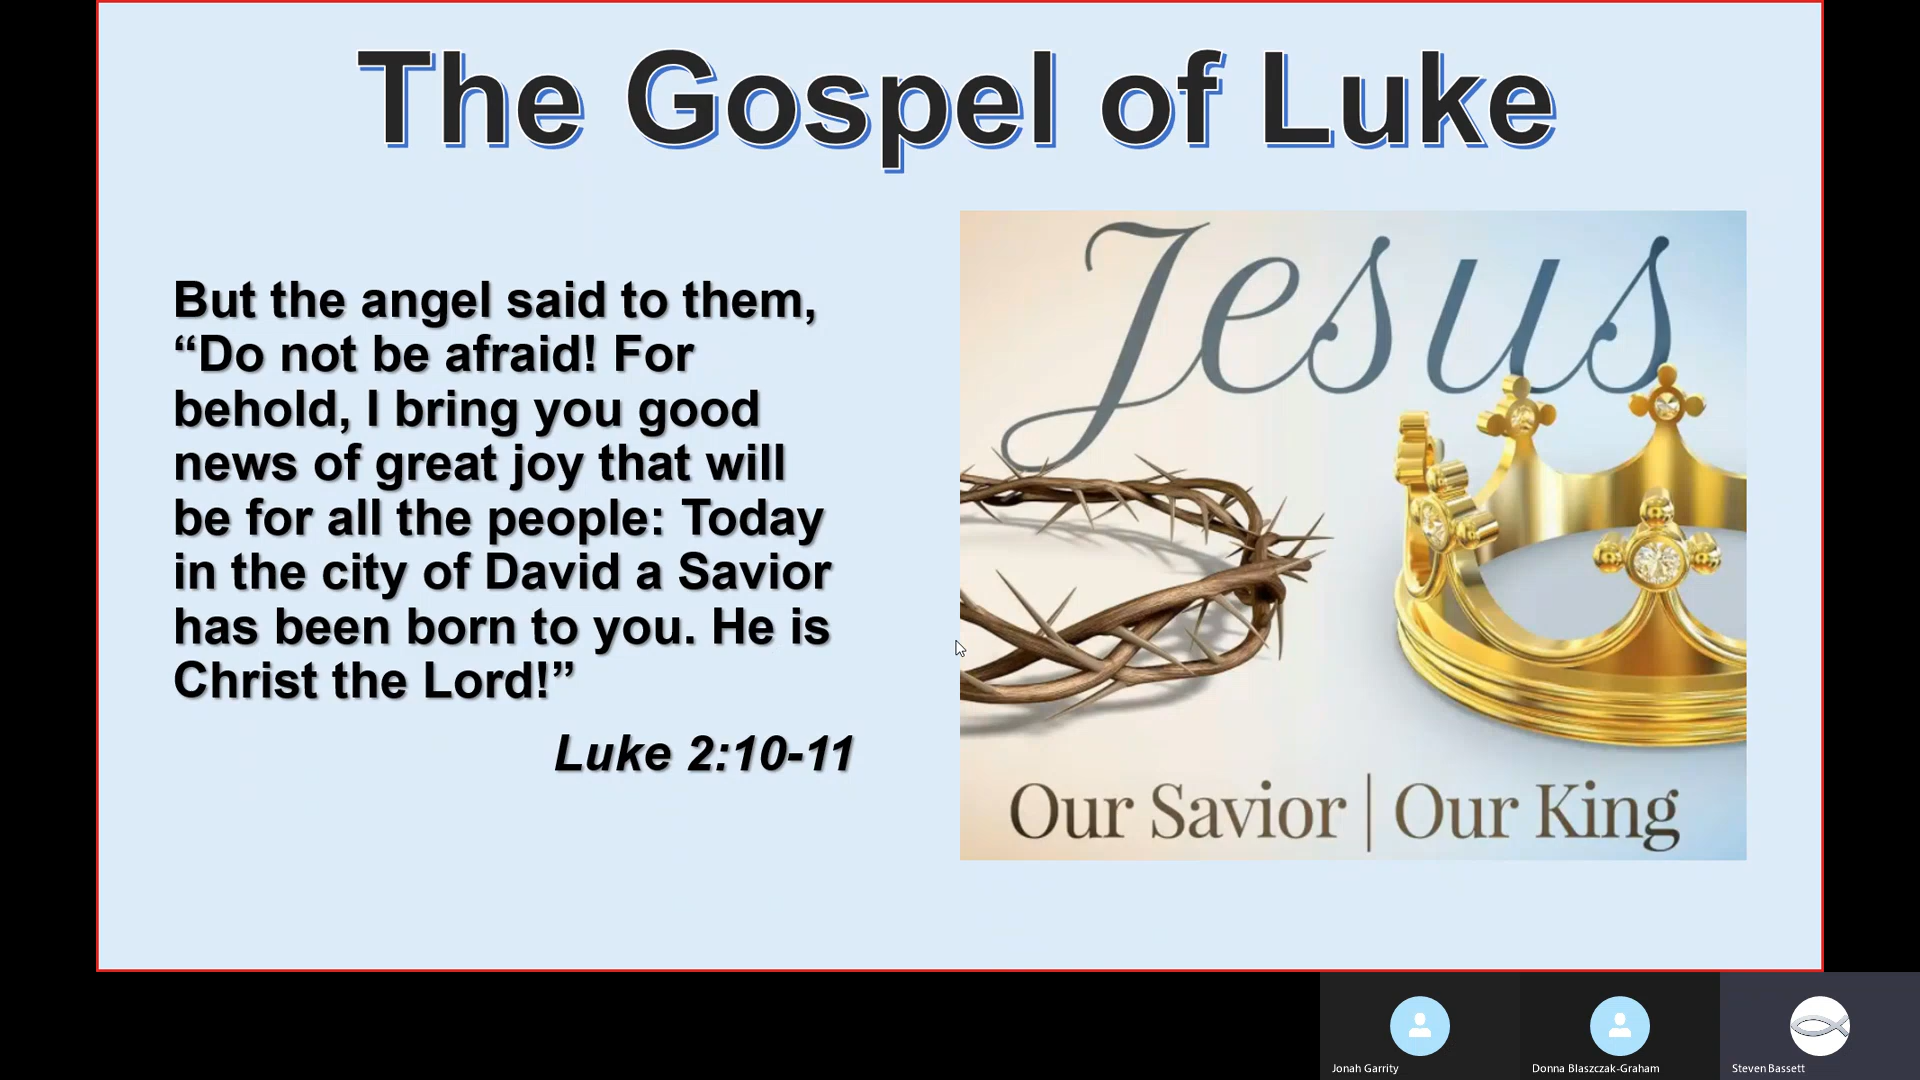 The Gospel of Luke
But the angel said to them,
“Do not be afraid! For
behold, I bring you good
news of great joy that will
be for all the people: Today
in the city of David a Savior
has been born to you. He is
Christ the Lord!”
Luke 2:10-11
Jesus
Our Savior | Our King
Jonah Garrity
Donna Blaszczak-Graham
Steven Bassett